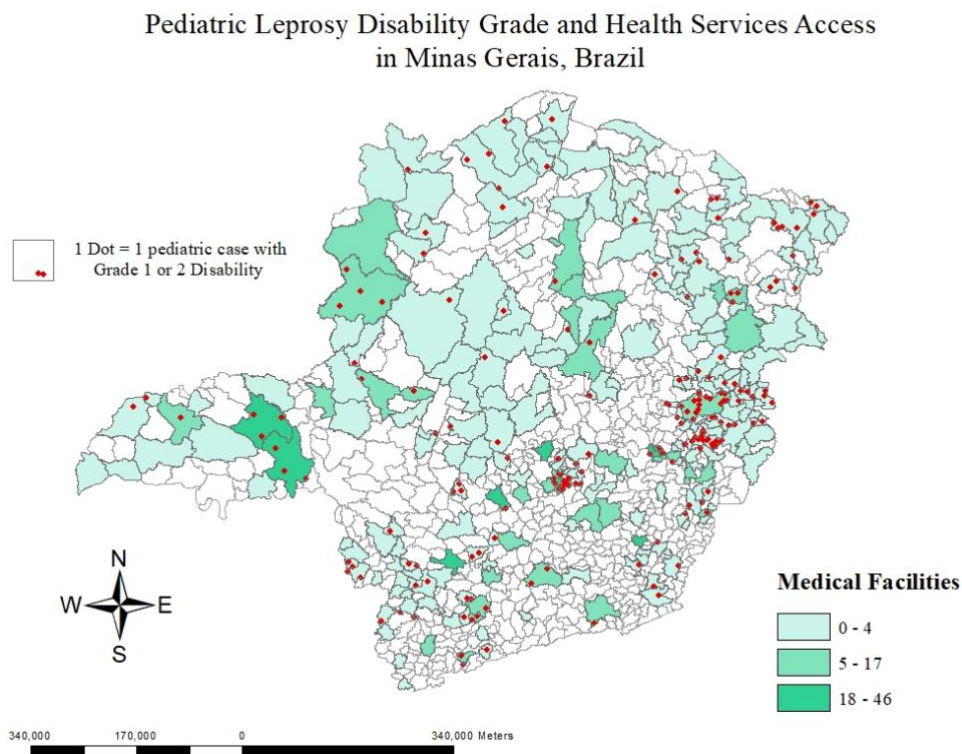 Pediatric Leprosy Disability Grade and Health Services Access
in Minas Gerais, Brazil
1 Dot = 1 pediatric case with
Grade 1 or 2 Disability
N
W E
S
Medical Facilities
0 - 4
5 - 17
18 - 46
340,000 170,000 0 340,000 Meters